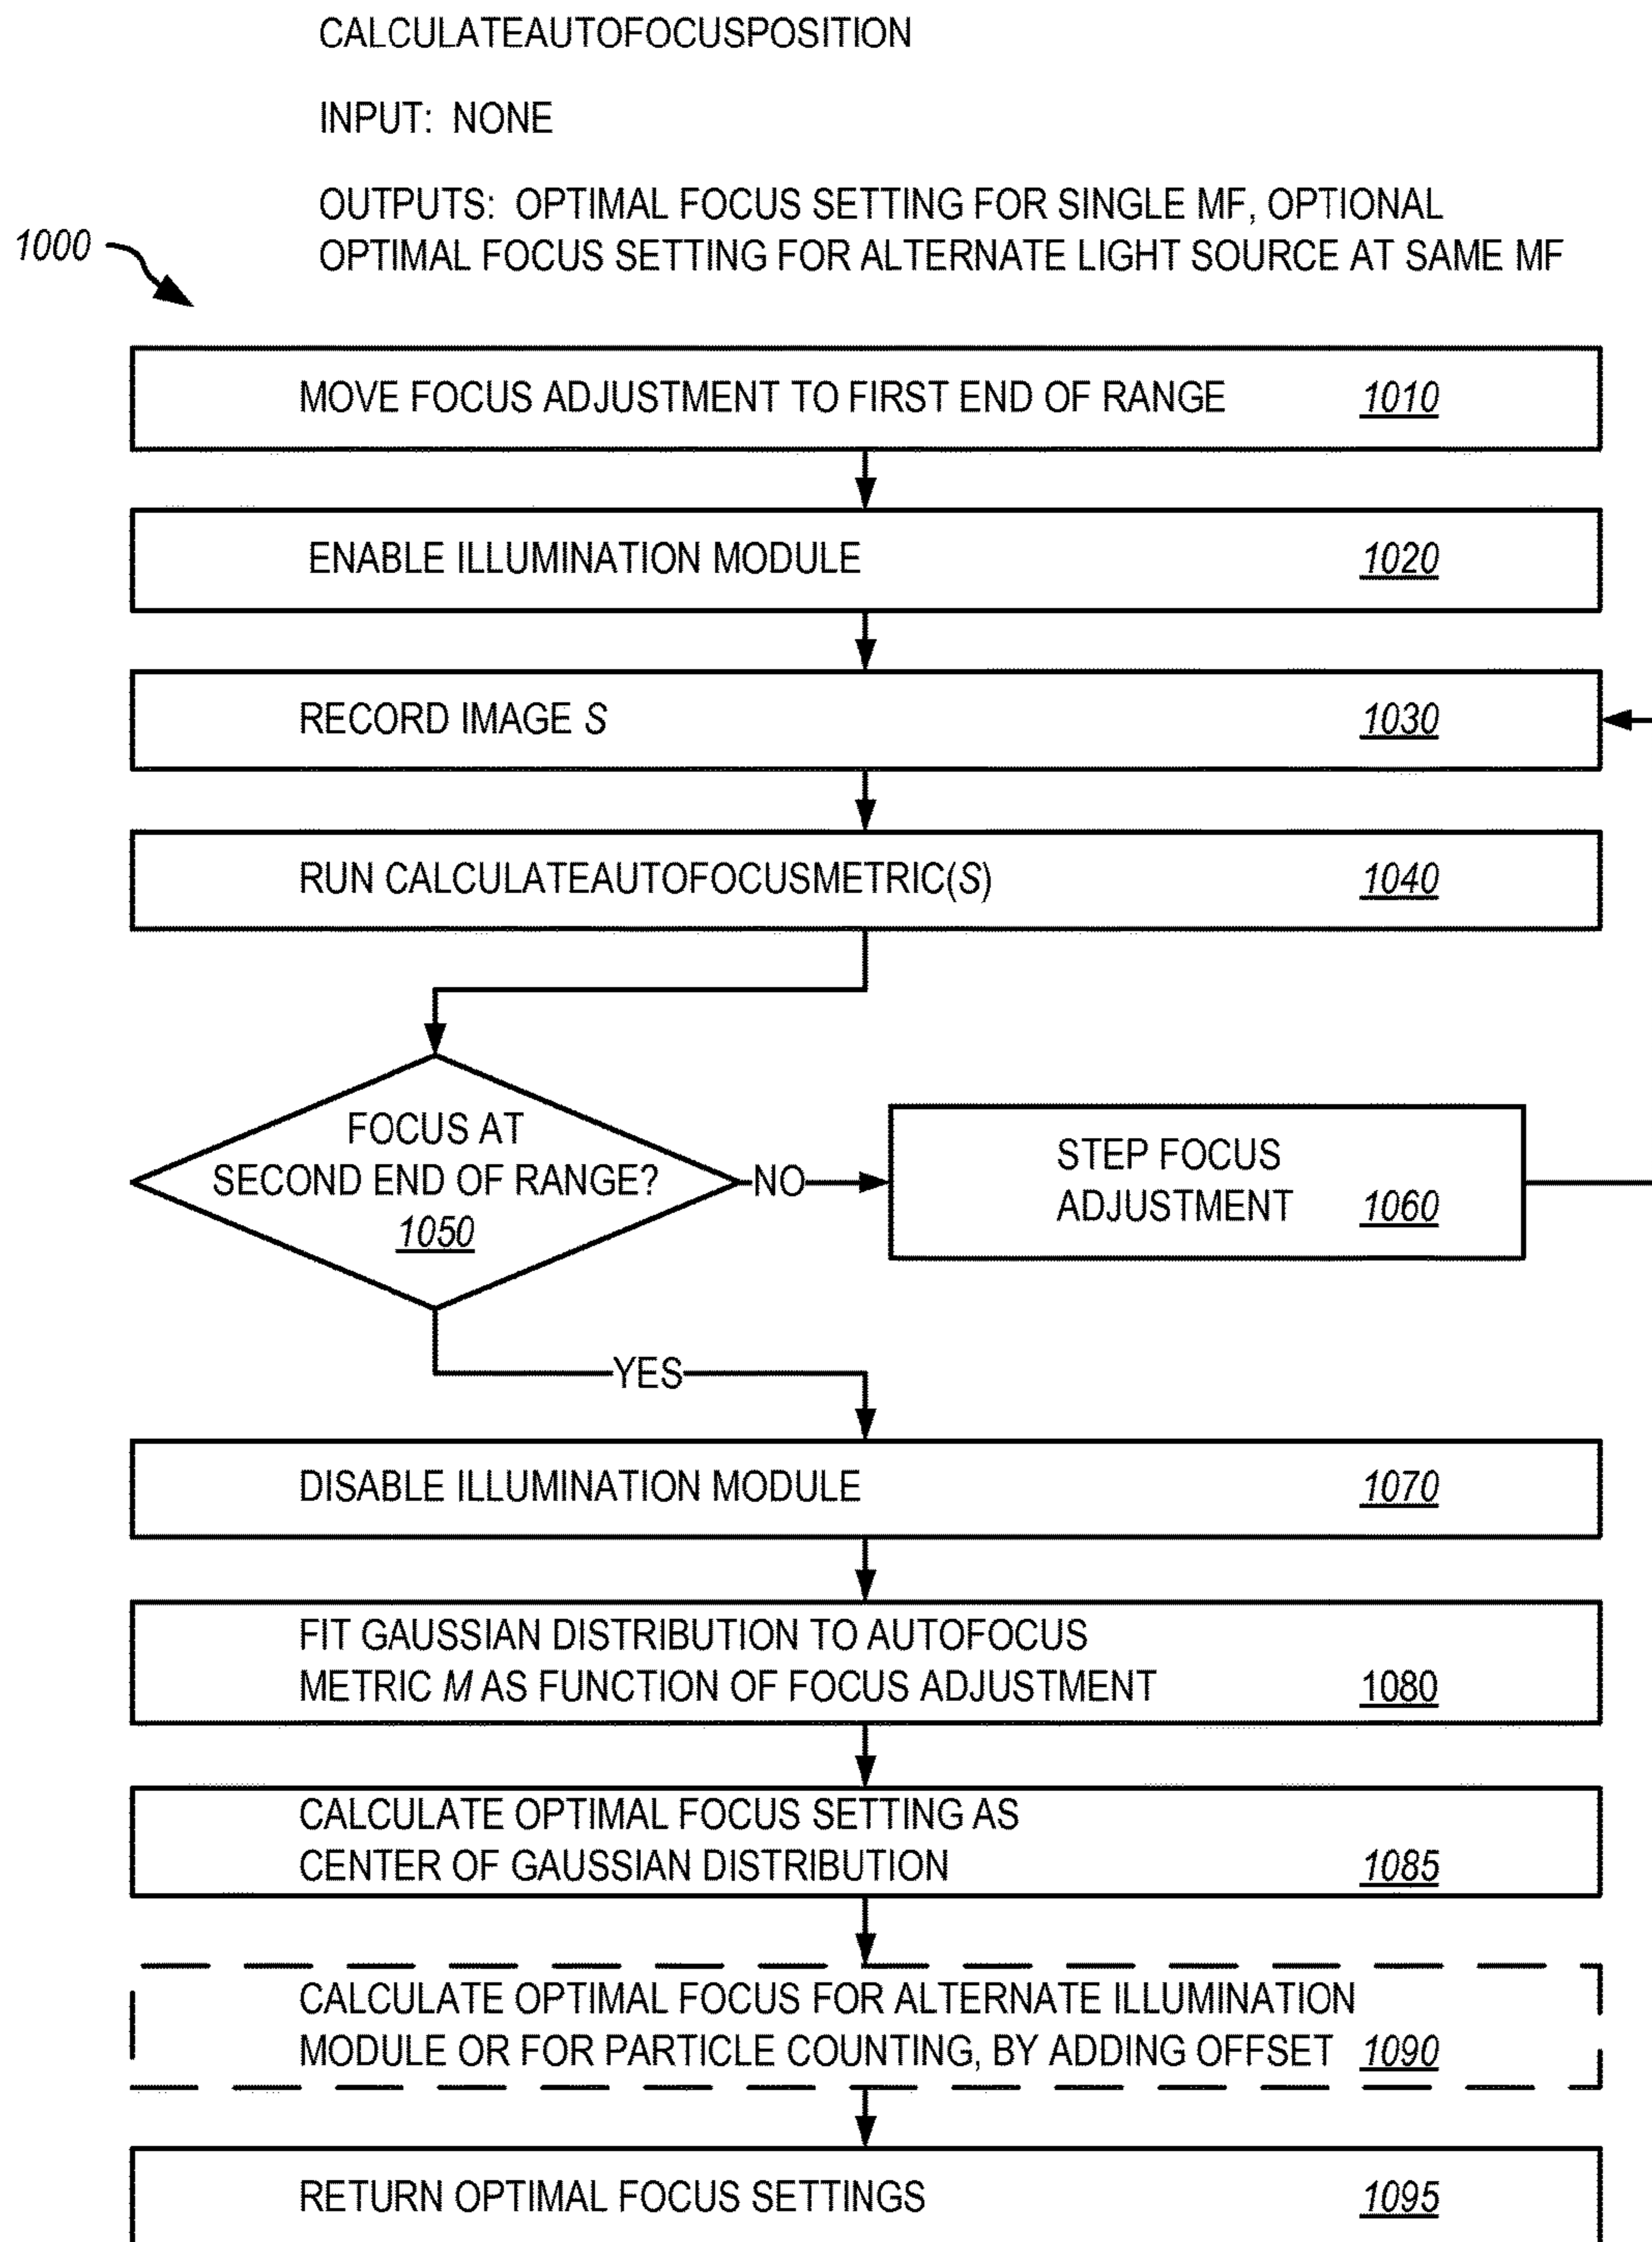 CALCULATEAUTOFOCUSPOSITION
INPUT: NONE
OUTPUTS: OPTIMAL FOCUS SETTING FOR SINGLE MF, OPTIONAL
OPTIMAL FOCUS SETTING FOR ALTERNATE LIGHT SOURCE AT SAME MF
1000
MOVE FOCUS ADJUSTMENT TO FIRST END OF RANGE 1010
ENABLE ILLUMINATION MODULE 1020
RECORD IMAGE S 1030
RUN CALCULATEAUTOFOCUSMETRIC(S) 1040
FOCUS AT
SECOND END OF RANGE?
1050
NO
STEP FOCUS
ADJUSTMENT 1060
YES
DISABLE ILLUMINATION MODULE 1070
FIT GAUSSIAN DISTRIBUTION TO AUTOFOCUS
METRIC M AS FUNCTION OF FOCUS ADJUSTMENT 1080
CALCULATE OPTIMAL FOCUS SETTING AS
CENTER OF GAUSSIAN DISTRIBUTION 1085
CALCULATE OPTIMAL FOCUS FOR ALTERNATE ILLUMINATION
MODULE OR FOR PARTICLE COUNTING, BY ADDING OFFSET 1090
RETURN OPTIMAL FOCUS SETTINGS 1095